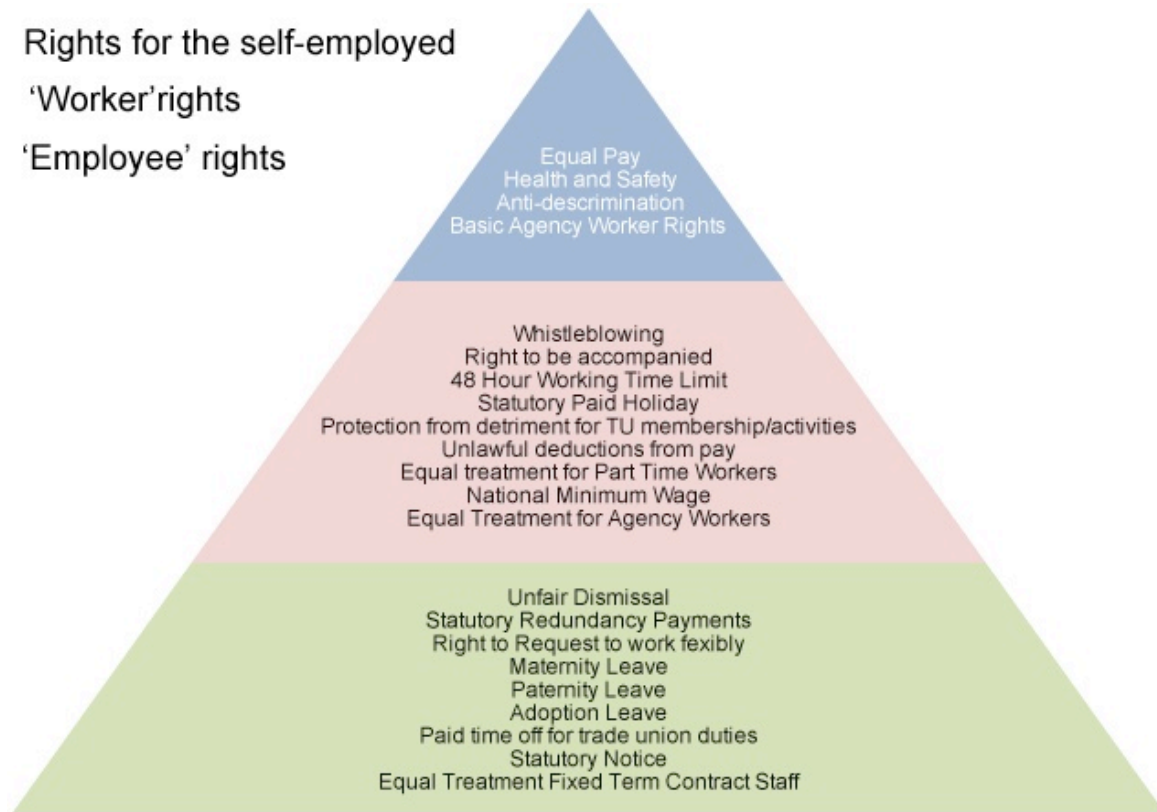 Rights for the self-employed
‘Worker’rights
‘Employee’ rights
Equal Pay
Health and Safety
Anti-descrimination
Basic Agency Worker Rights
Whistleblowing
Right to be accompanied
48 Hour Working Time Limit
Statutory Paid Holiday
Protection from detriment for TU membership/activities
Unlawful deductions from pay
Equal treatment for Part Time Workers
National Minimum Wage
Equal Treatment for Agency Workers
Unfair Dismissal
Statutory Redundancy Payments
Right to Request to work fexibly
Maternity Leave
Paternity Leave
Adoption Leave
Paid time off for trade union duties
Statutory Notice
Equal Treatment Fixed Term Contract Staff